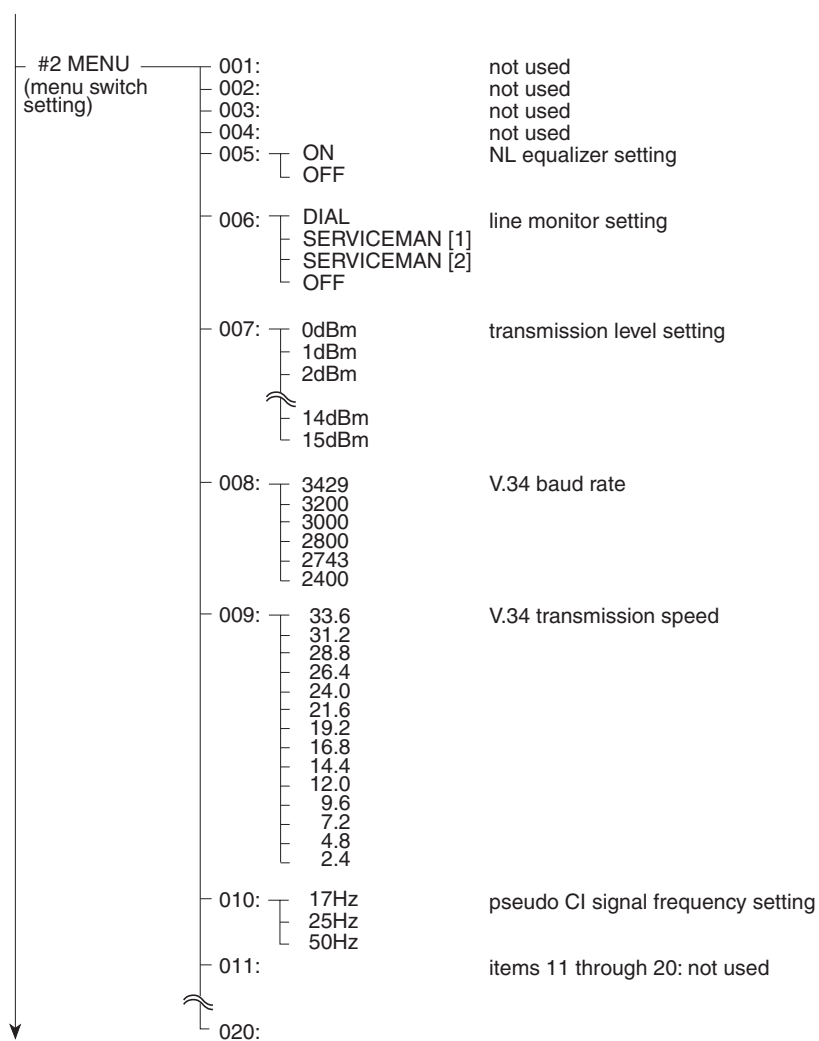 #2 MENU 001: not used
(menu switch 002: not used
setting) 003: not used
004: not used
005: ON NL equalizer setting
OFF
006: DIAL line monitor setting
SERVICEMAN [1]
SERVICEMAN [2]
OFF
007: 0dBm transmission level setting
1dBm
2dBm
14dBm
15dBm
008: 3429 V.34 baud rate
3200
3000
2800
2743
2400
009: 33.6 V.34 transmission speed
31.2
28.8
26.4
24.0
21.6
19.2
16.8
14.4
12.0
9.6
7.2
4.8
2.4
010: 17Hz pseudo CI signal frequency setting
25Hz
50Hz
011: items 11 through 20: not used
020: